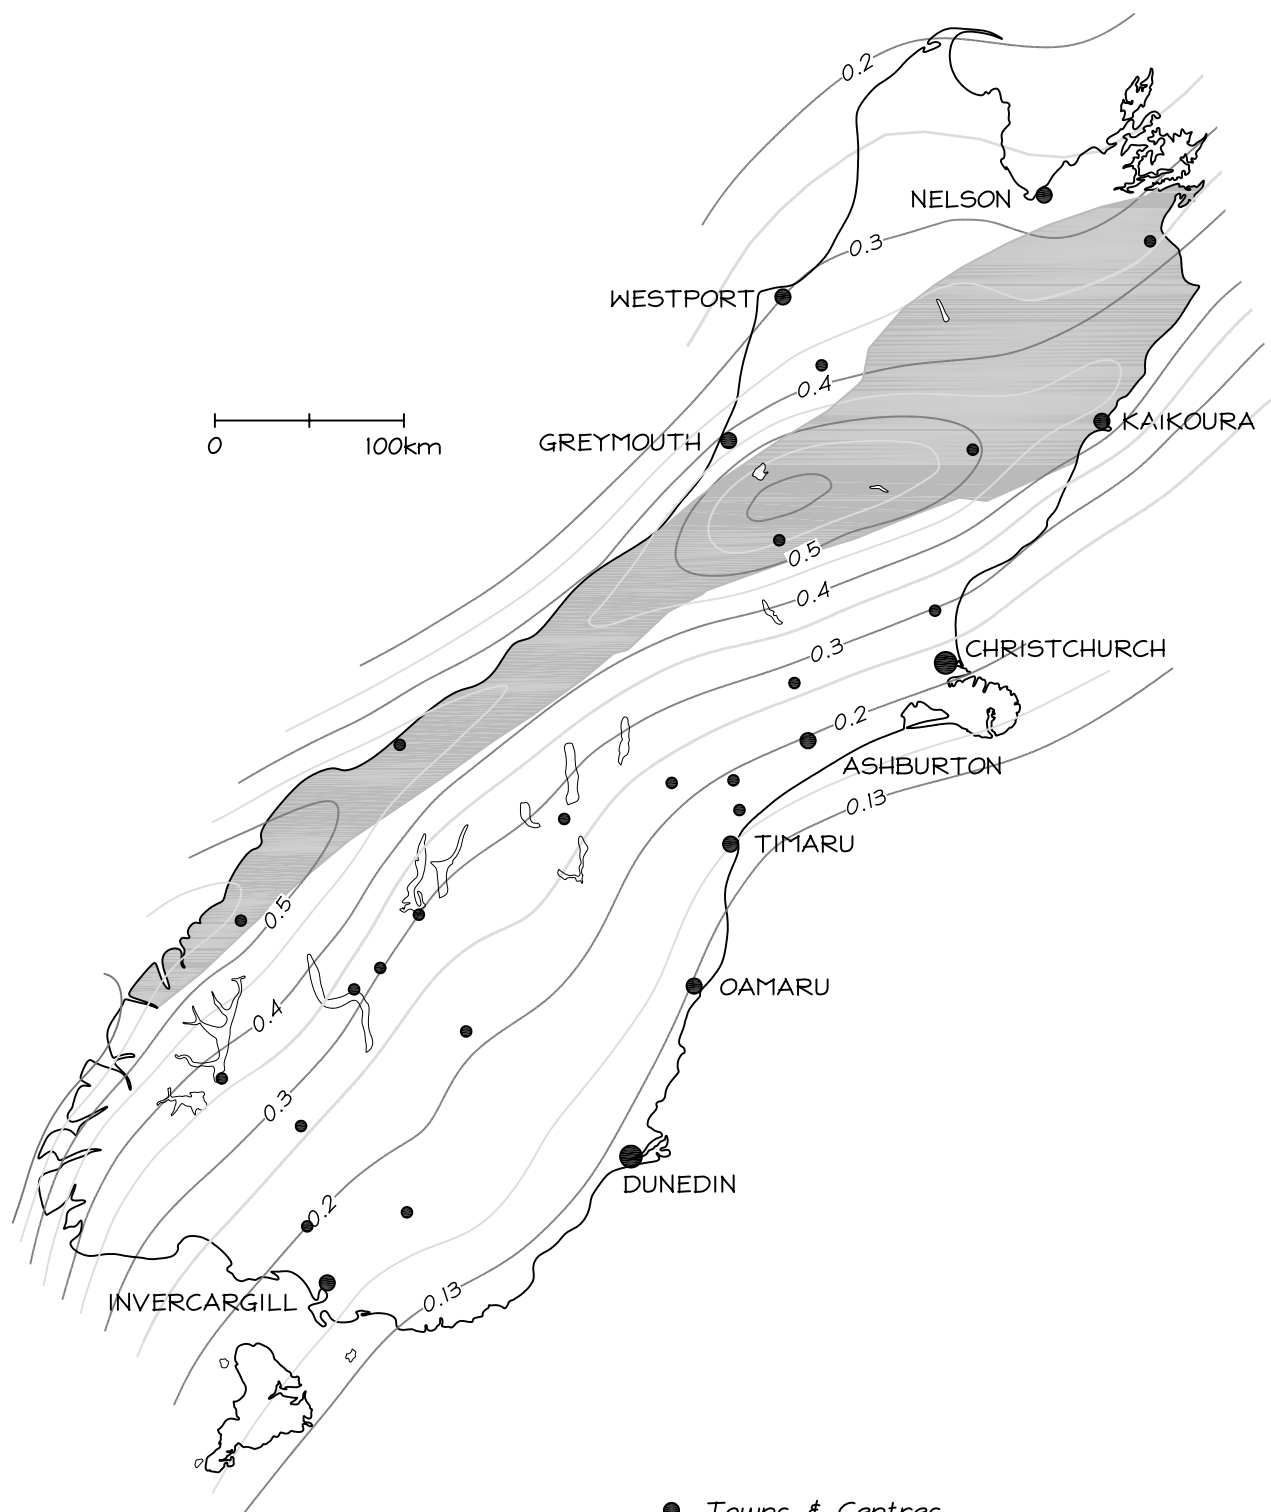 0.2
NELSON
0.3
WESTPORT
0.4
KAIKOURA
GREYMOUTH
0 100km
0.5
0.4
CHRISTCHURCH
0.3
0.2
ASHBURTON
0.13
TIMARU
0.5
OAMARU
0.4
0.3
DUNEDIN
0.2
INVERCARGILL
0.13
Towns & Centres